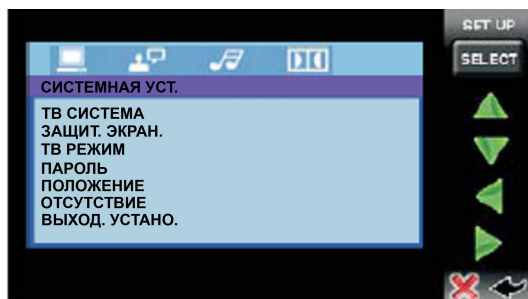 SET UP
SELECT
СИСТЕМНАЯ УСТ.
ТВ СИСТЕМА
ЗАЩИТ. ЭКРАН.
ТВ РЕЖИМ
ПАРОЛЬ
ПОЛОЖЕНИЕ
ОТСУТСТВИЕ
ВЫХОД. УСТАНО.